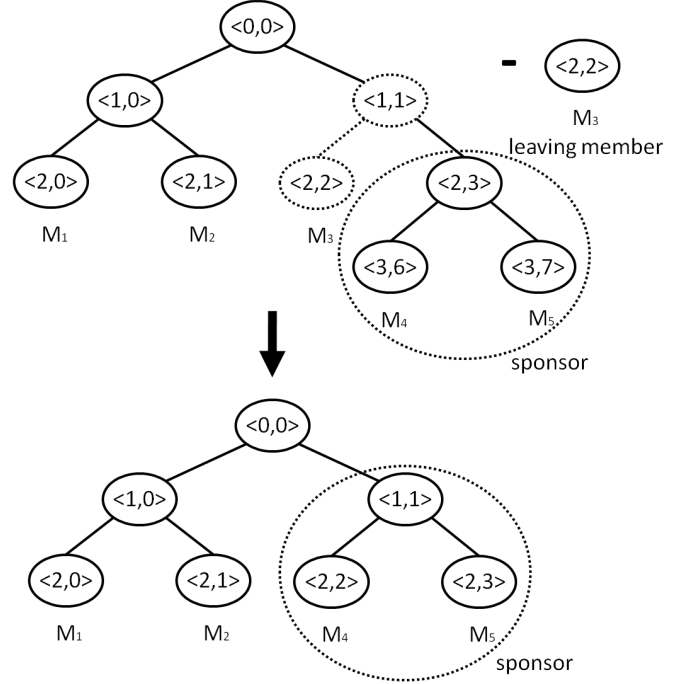 <0,0>
- <2,2>
<1,0> <1,1>
M₃
leaving member
<2,0> <2,1> <2,2> <2,3>
M₁ M₂ M₃
<3,6> <3,7>
M₄ M₅
sponsor
<0,0>
<1,0> <1,1>
<2,0> <2,1> <2,2> <2,3>
M₁ M₂ M₄ M₅
sponsor